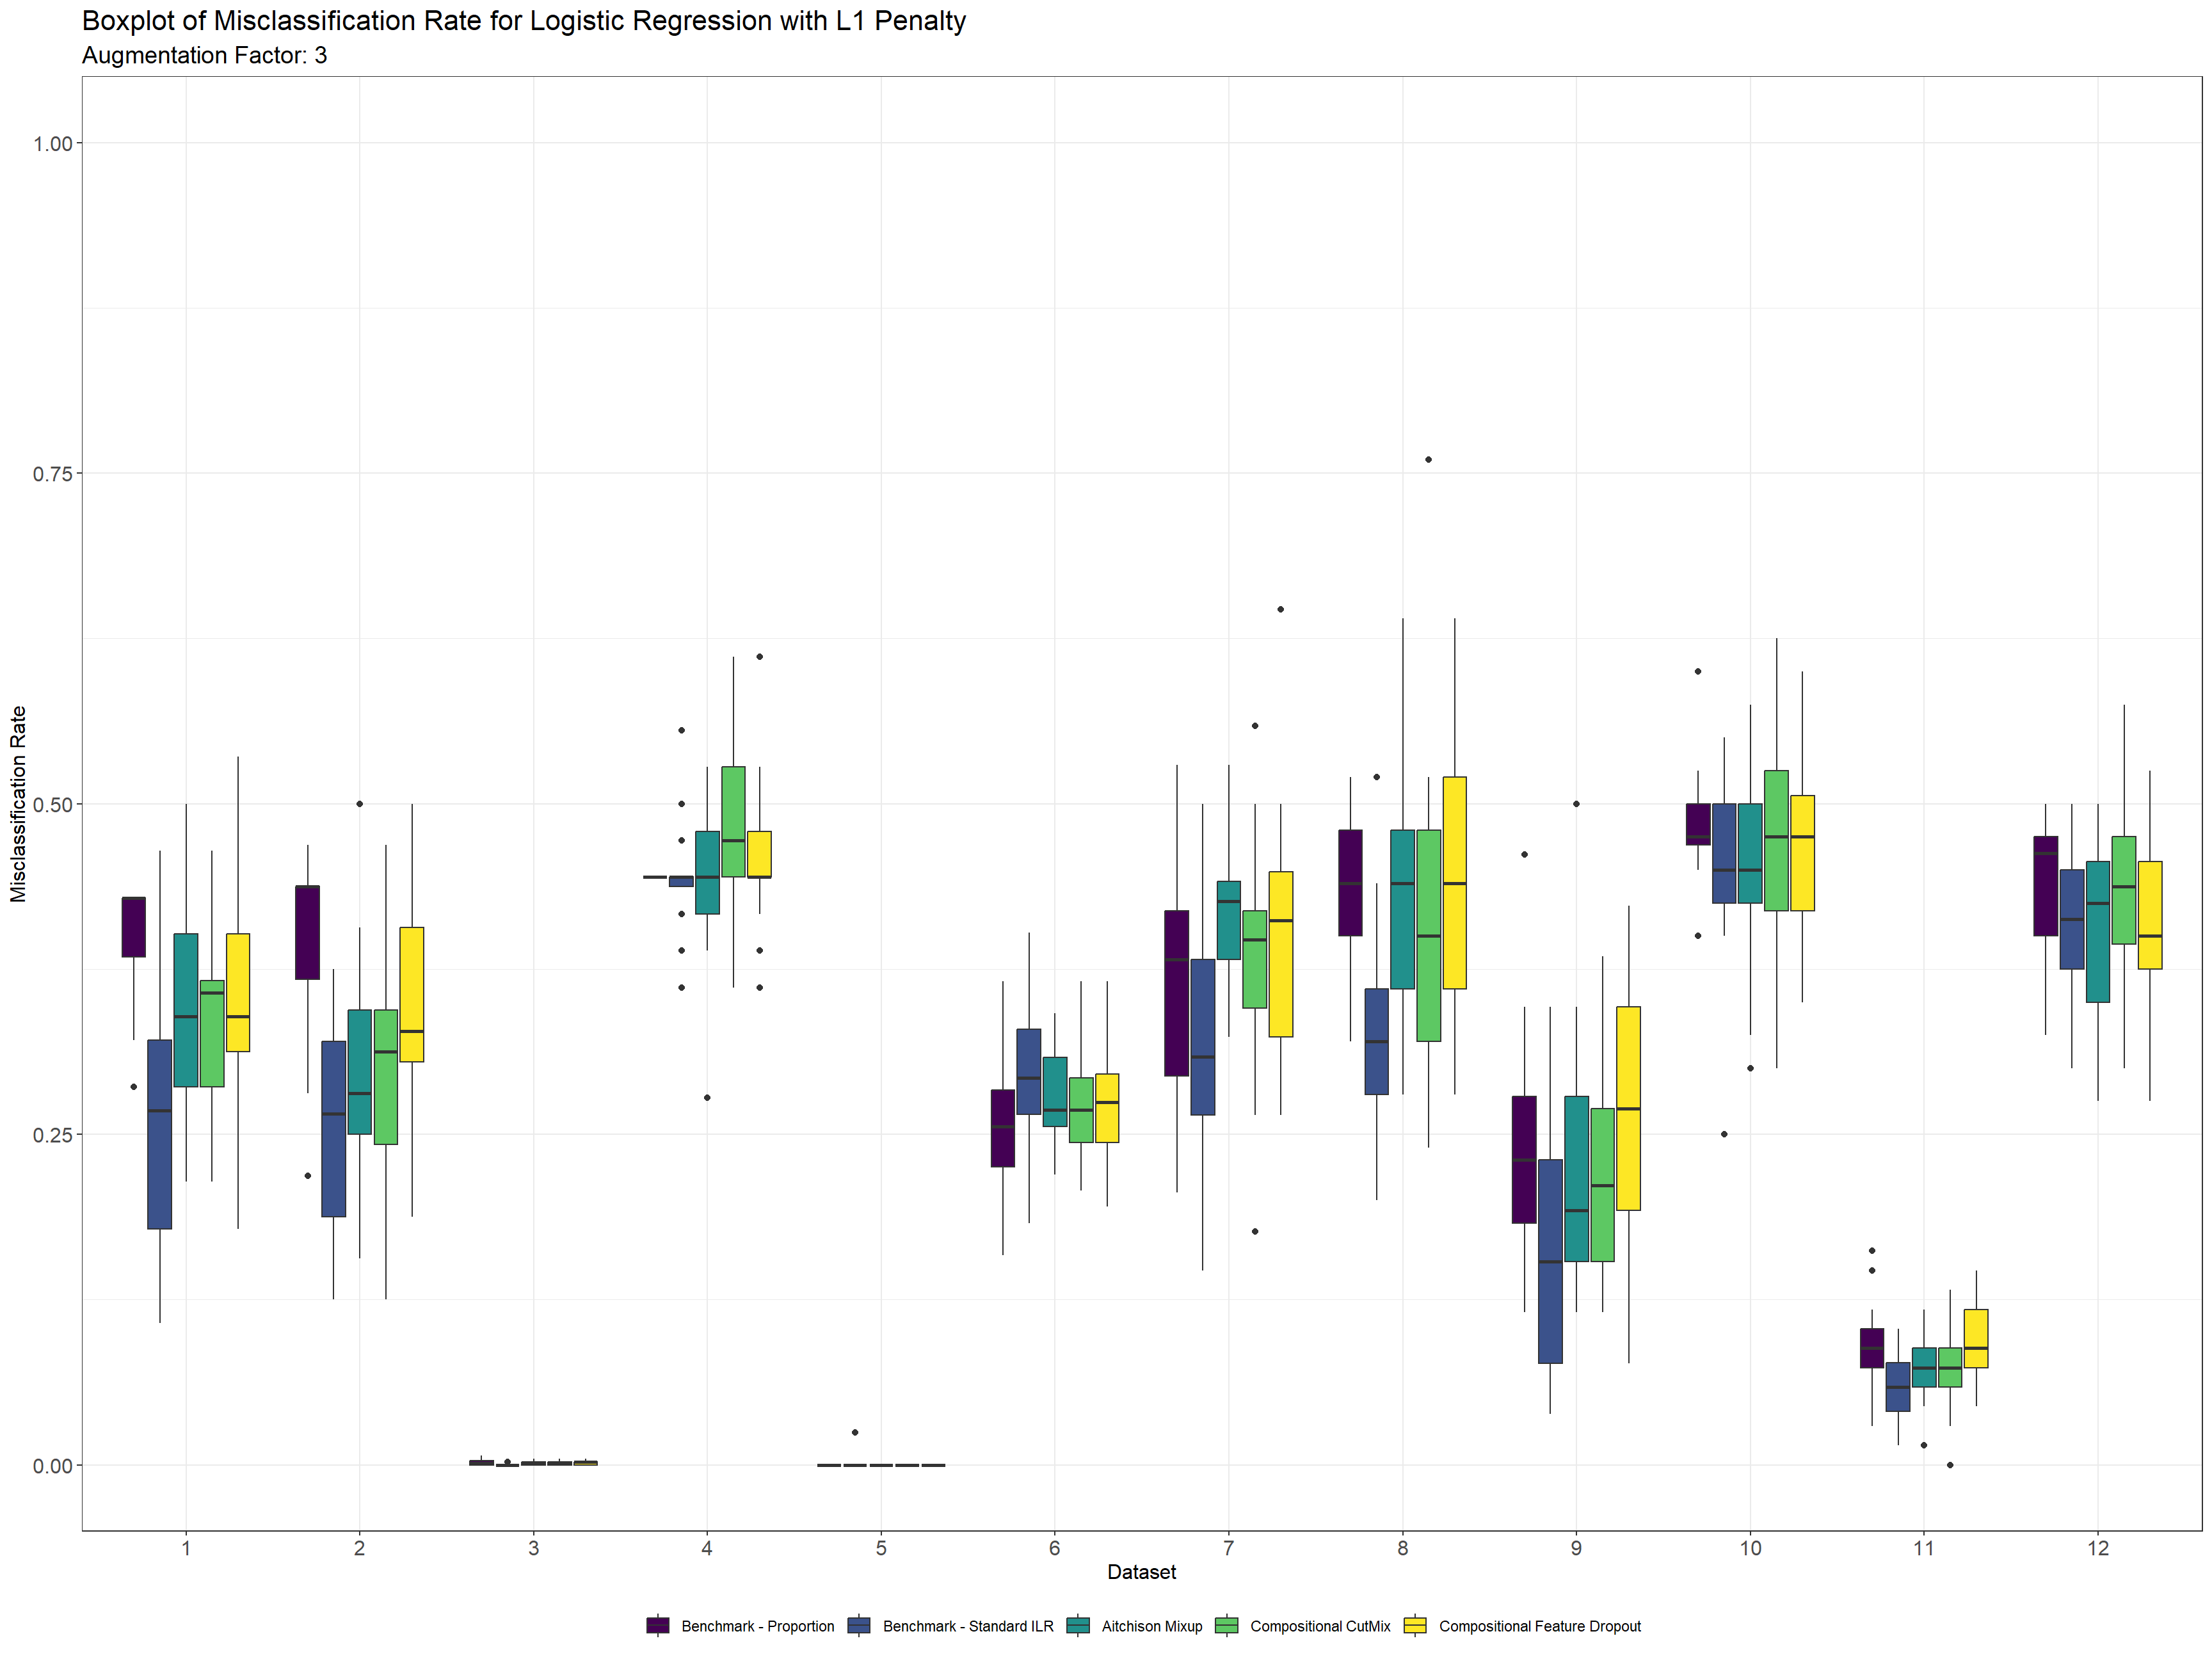 Boxplot of Misclassification Rate for Logistic Regression with L1 Penalty
Augmentation Factor: 3
Misclassification Rate
1.00
0.75
0.50
0.25
0.00
1 2 3 4 5 6 7 8 9 10 11 12
Dataset
Benchmark - Proportion Benchmark - Standard ILR Aitchison Mixup Compositional CutMix Compositional Feature Dropout